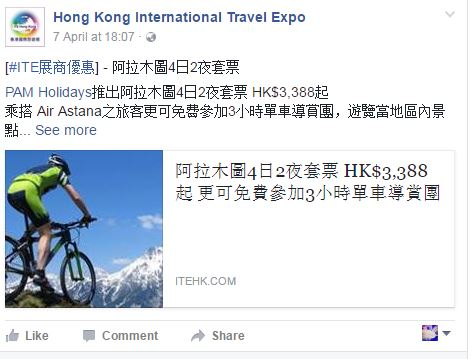 Hong Kong International Travel Expo
7 April at 18:07 ·
[#ITE展商優惠] - 阿拉木圖4日2夜套票
PAM Holidays推出阿拉木圖4日2夜套票 HK$3,388起
乘搭 Air Astana之旅客更可免費參加3小時單車導賞團，遊覽當地區內景
點... See more
阿拉木圖4日2夜套票 HK$3,388
起 更可免費參加3小時單車導賞團
ITEHK.COM
Like Comment Share